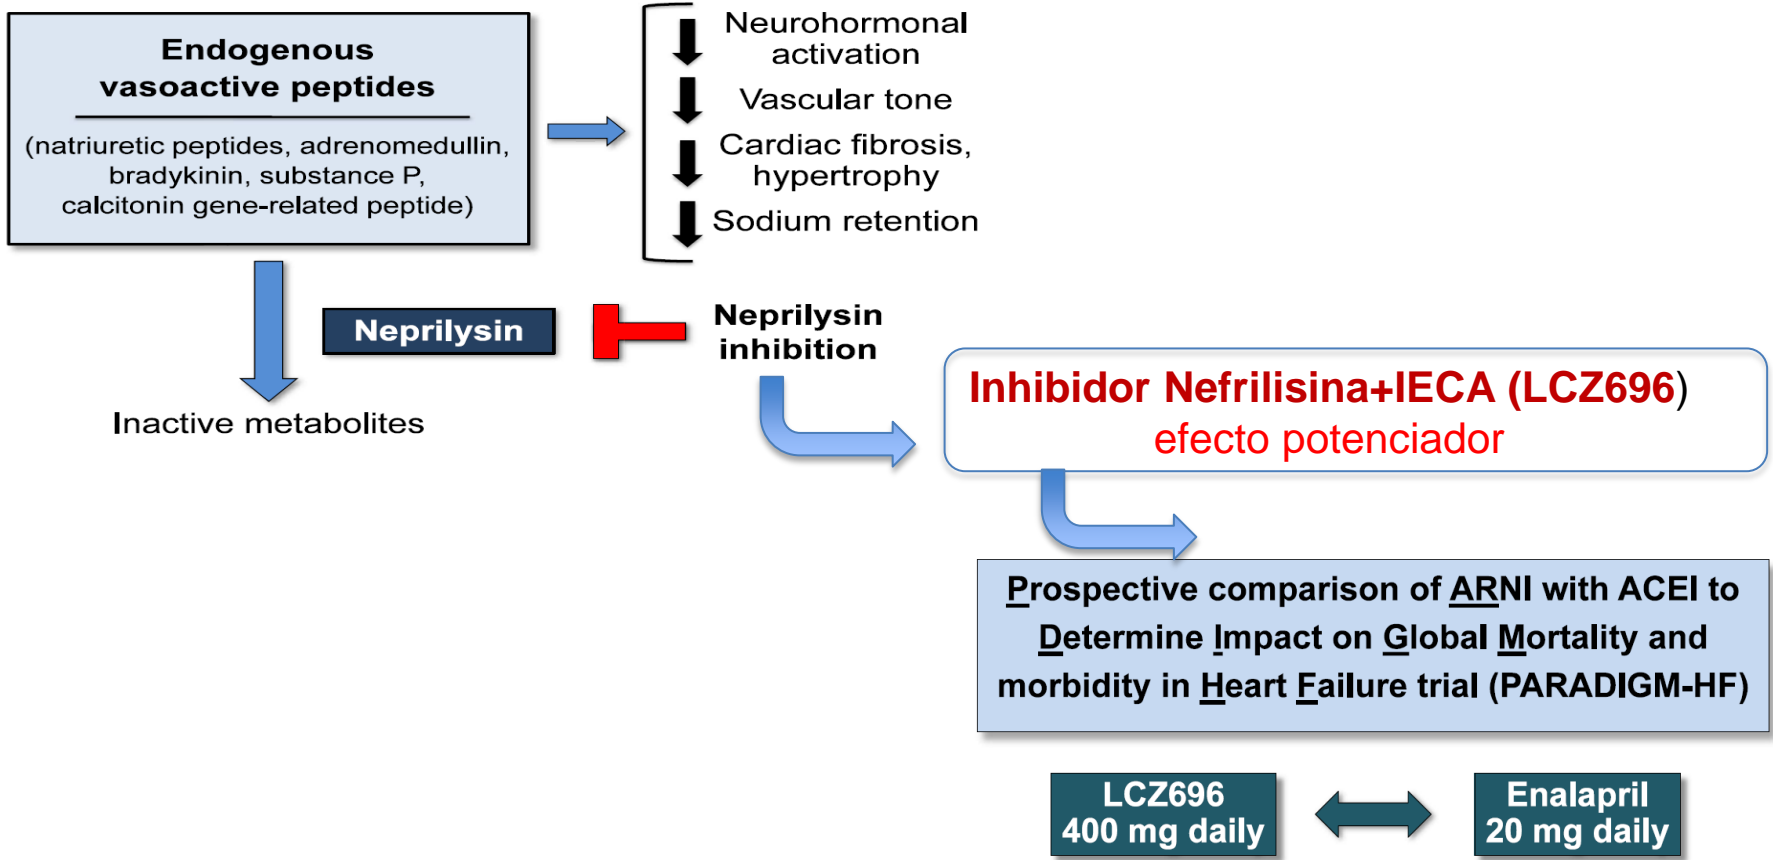 Endogenous
vasoactive peptides
(natriuretic peptides, adrenomedullin,
bradykinin, substance P,
calcitonin gene-related peptide)
Neurohormonal
activation
Vascular tone
Cardiac fibrosis,
hypertrophy
Sodium retention
Neprilysin
Neprilysin
inhibition
Inactive metabolites
Inhibidor Nefrilisina+IECA (LCZ696)
efecto potenciador
Prospective comparison of ARNI with ACEI to
Determine Impact on Global Mortality and
morbidity in Heart Failure trial (PARADIGM-HF)
LCZ696
400 mg daily
Enalapril
20 mg daily